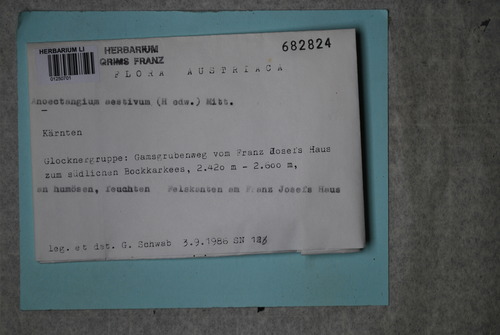 HERBARIUM LI
01250701
HERBARIUM
GRIMS FRANZ
682824
FLORA AUSTRIACA
Anoectangium aestivum (H edw.) Mitt.
Kärnten
Glocknergruppe: Gamsgrubenweg vom Franz Josefs Haus
zum südlichen Bockkarkees, 2.420 m - 2.600 m,
an humösen, feuchten Felskanten am Franz Josefs Haus
leg. et det. G. Schwab 3.9.1986 SN